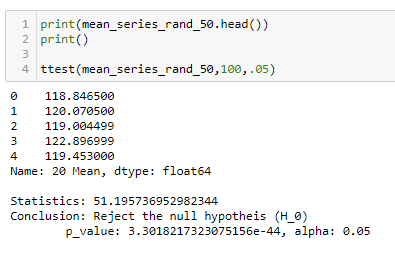 1 print(mean_series_rand_50.head())
2 print()
3
4 ttest(mean_series_rand_50,100,.05)
0 118.846500
1 120.070500
2 119.004499
3 122.896999
4 119.453000
Name: 20 Mean, dtype: float64
Statistics: 51.195736952982344
Conclusion: Reject the null hypotheis (H_0)
p_value: 3.3018217323075156e-44, alpha: 0.05